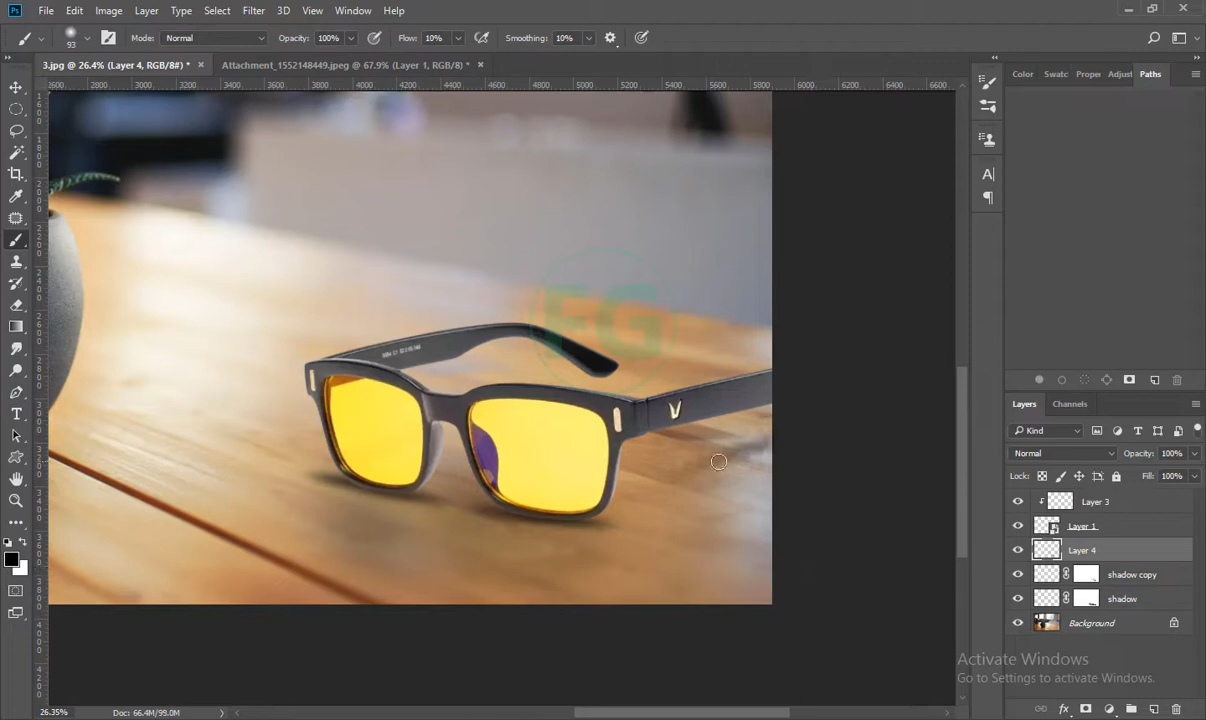 Ps File Edit Image Layer Type Select Filter 3D View Window Help
93 Mode: Normal Opacity: 100% Flow: 10% Smoothing: 10%
3.jpg @ 26.4% (Layer 4, RGB/8#) * × Attachment_1552148449.jpeg @ 67.9% (Layer 1, RGB/8) * ×
Color Swatc Proper Adjust Paths
2600 3000 3200 3400 3600 3800 4000 4200 4400 4600 4800 5000 5200 5400 5600 5800 6000 6200 6400 6600
EG
V
Layers Channels
Kind
Normal Opacity: 100%
Lock: Fill: 100%
Layer 3
Layer 1
Layer 4
shadow copy
shadow
Background
Activate Windows
Go to Settings to activate Windows.
26.35% Doc: 66.4M/99.0M